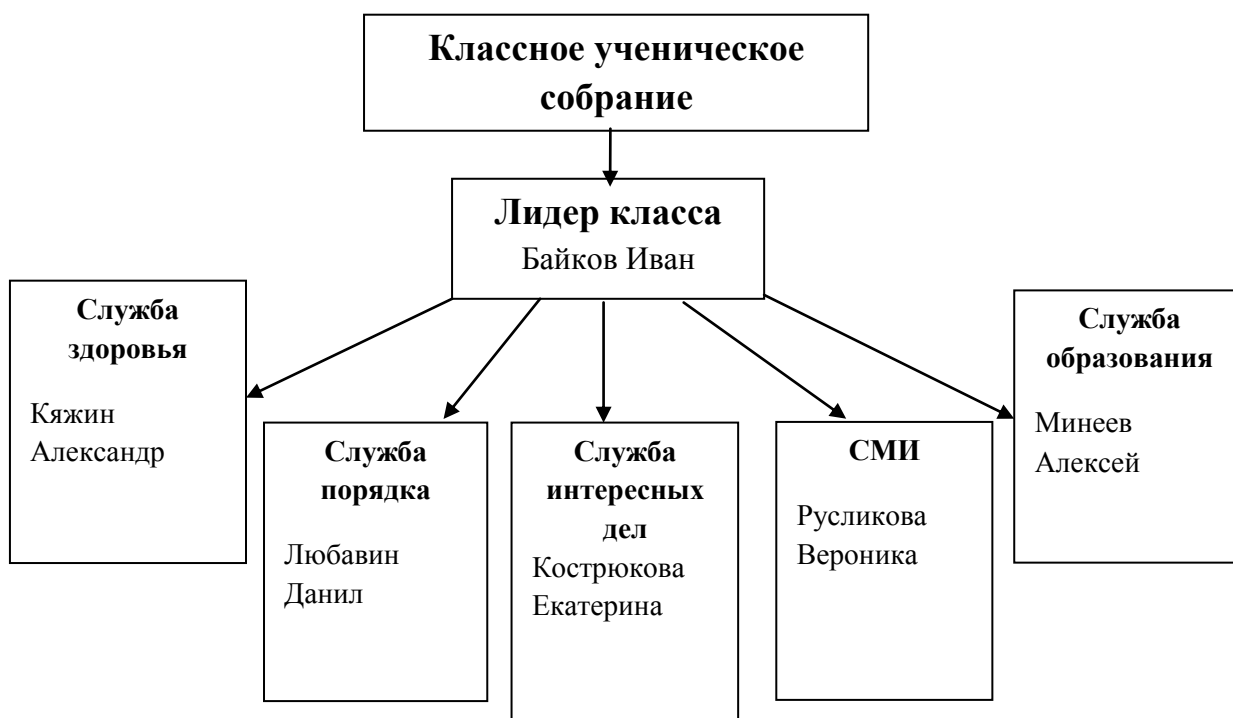 Классное ученическое
собрание
Лидер класса
Байков Иван
Служба
здоровья
Кяжин
Александр
Служба
порядка
Любавин
Данил
Служба
интересных
дел
Кострюкова
Екатерина
СМИ
Русликова
Вероника
Служба
образования
Минеев
Алексей